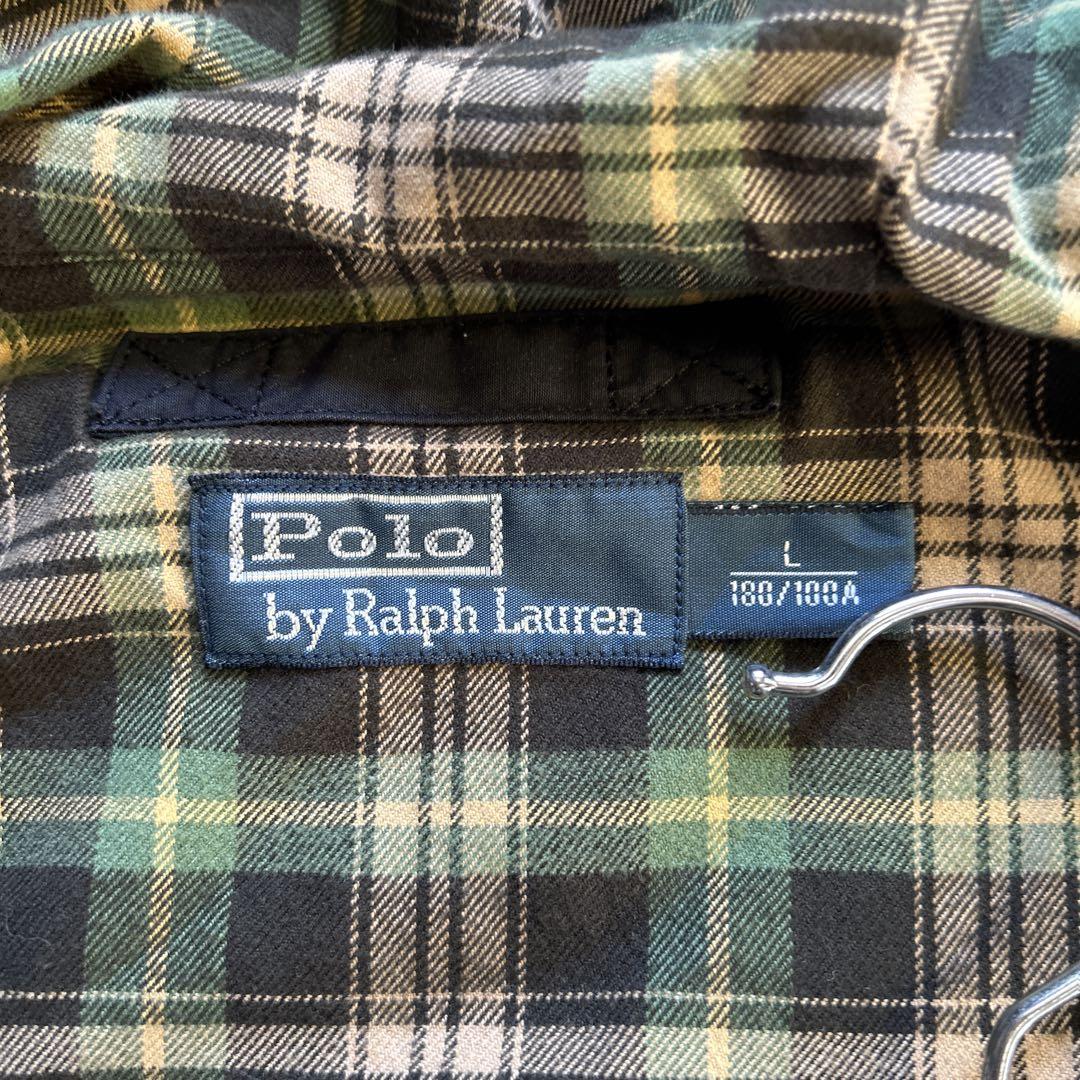 Polo
by Ralph Lauren
L
180/100A